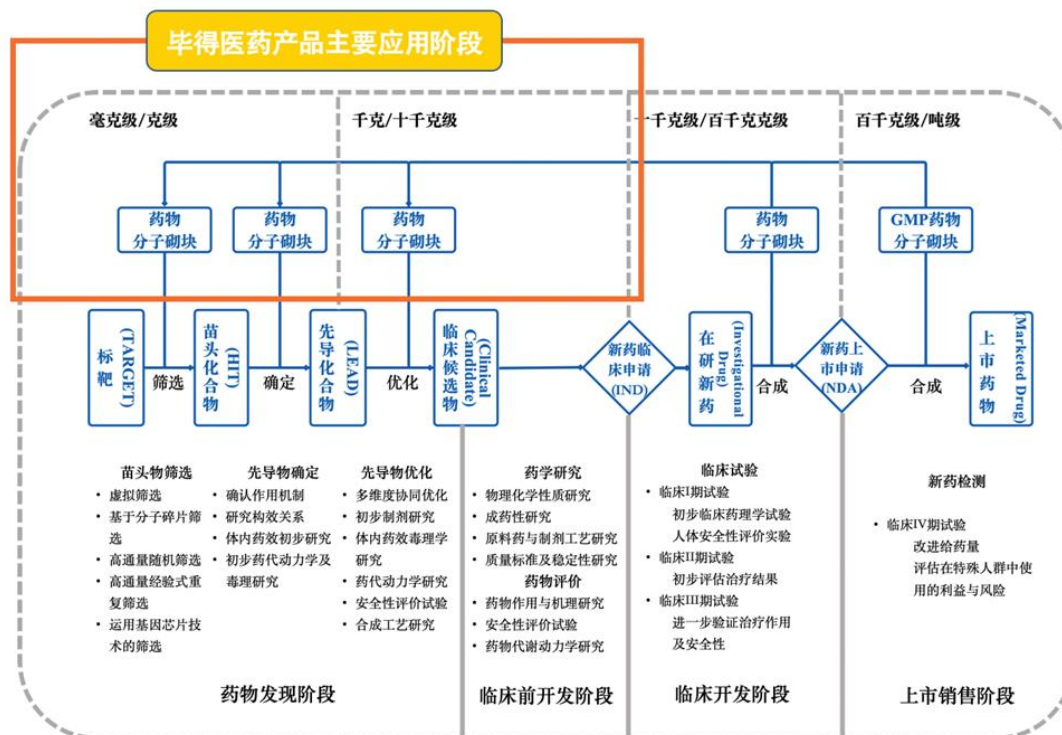 毕得医药产品主要应用阶段
毫克级/克级
千克/十千克级
一千克级/百千克克级
百千克级/吨级
药物
分子砌块
药物
分子砌块
药物
分子砌块
药物
分子砌块
GMP药物
分子砌块
标靶
(TARGET)
筛选
苗头化合物
(HIT)
确定
先导化合物
(LEAD)
优化
临床候选物
(Clinical
Candidate)
新药临
床申请
(IND)
在研新药
(Investigational
Drug)
合成
新药上
市申请
(NDA)
合成
上市药物
(Marketed Drug)
苗头物筛选
• 虚拟筛选
• 基于分子碎片筛
选
• 高通量随机筛选
• 高通量经验式重
复筛选
• 运用基因芯片技
术的筛选
先导物确定
• 确认作用机制
• 研究构效关系
• 体内药效初步研究
• 初步药代动力学及
毒理研究
先导物优化
• 多维度协同优化
• 初步制剂研究
• 体内药效毒理学
研究
• 药代动力学研究
• 安全性评价试验
• 合成工艺研究
药学研究
• 物理化学性质研究
• 成药性研究
• 原料药与制剂工艺研究
• 质量标准及稳定性研究
药物评价
• 药物作用与机理研究
• 安全性评价试验
• 药物代谢动力学研究
临床试验
• 临床I期试验
初步临床药理学试验
人体安全性评价实验
• 临床II期试验
初步评估治疗结果
• 临床III期试验
进一步验证治疗作用
及安全性
新药检测
• 临床IV期试验
改进给药量
评估在特殊人群中使
用的利益与风险
药物发现阶段
临床前开发阶段
临床开发阶段
上市销售阶段